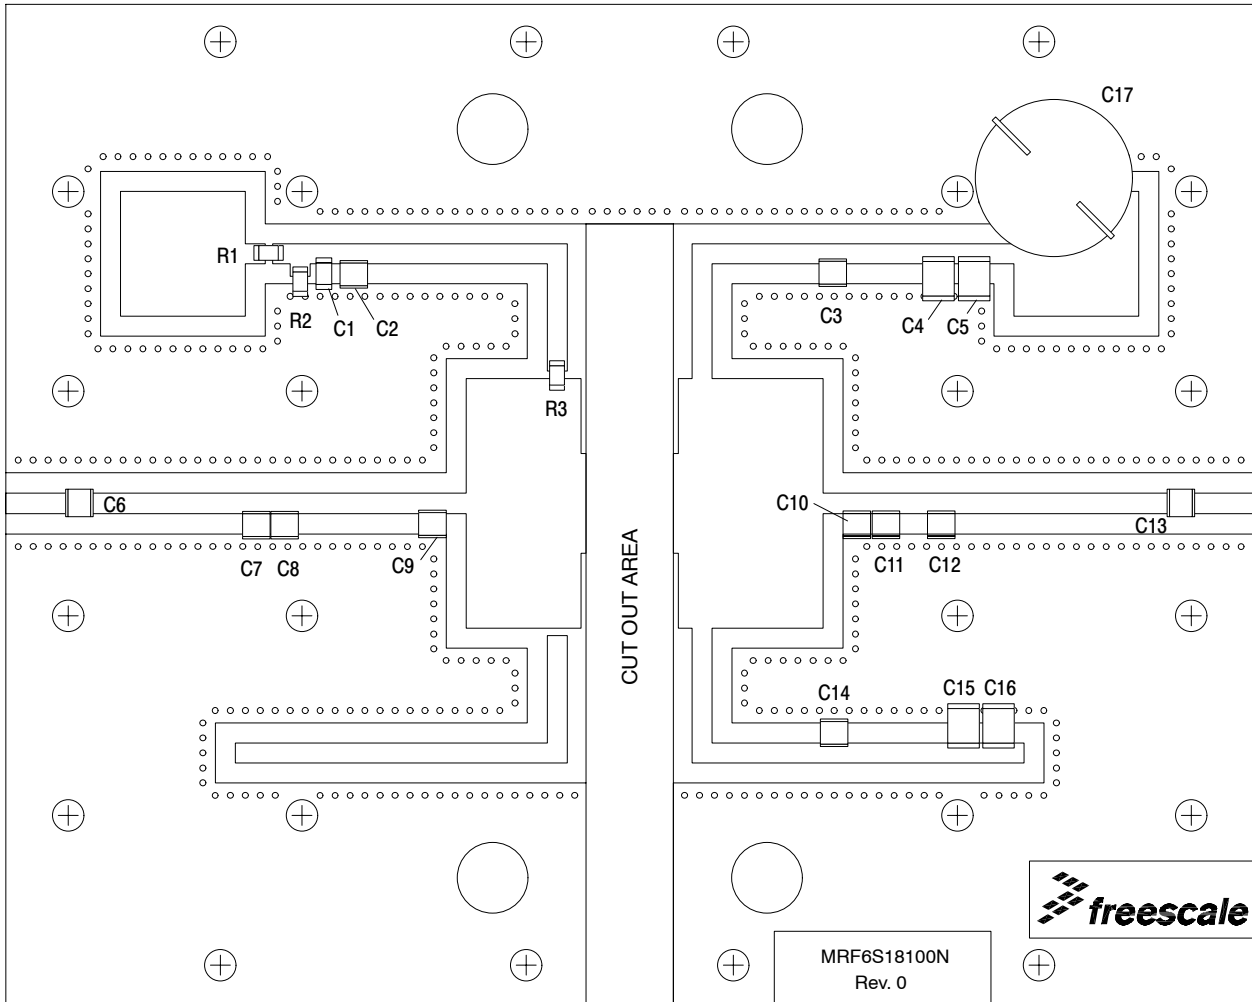 C17
R1
R2
C1
C2
C3
C4
C5
R3
C6
C7
C8
C9
C10
C11
C12
C13
CUT OUT AREA
C14
C15
C16
freescale
MRF6S18100N
Rev. 0